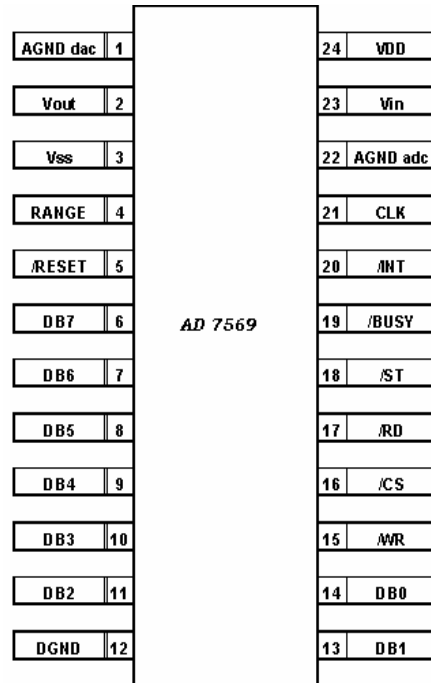 AGND dac 1 24 VDD
Vout 2 23 Vin
Vss 3 22 AGND adc
RANGE 4 21 CLK
/RESET 5 20 /INT
DB7 6 AD 7569 19 /BUSY
DB6 7 18 /ST
DB5 8 17 /RD
DB4 9 16 /CS
DB3 10 15 /WR
DB2 11 14 DB0
DGND 12 13 DB1